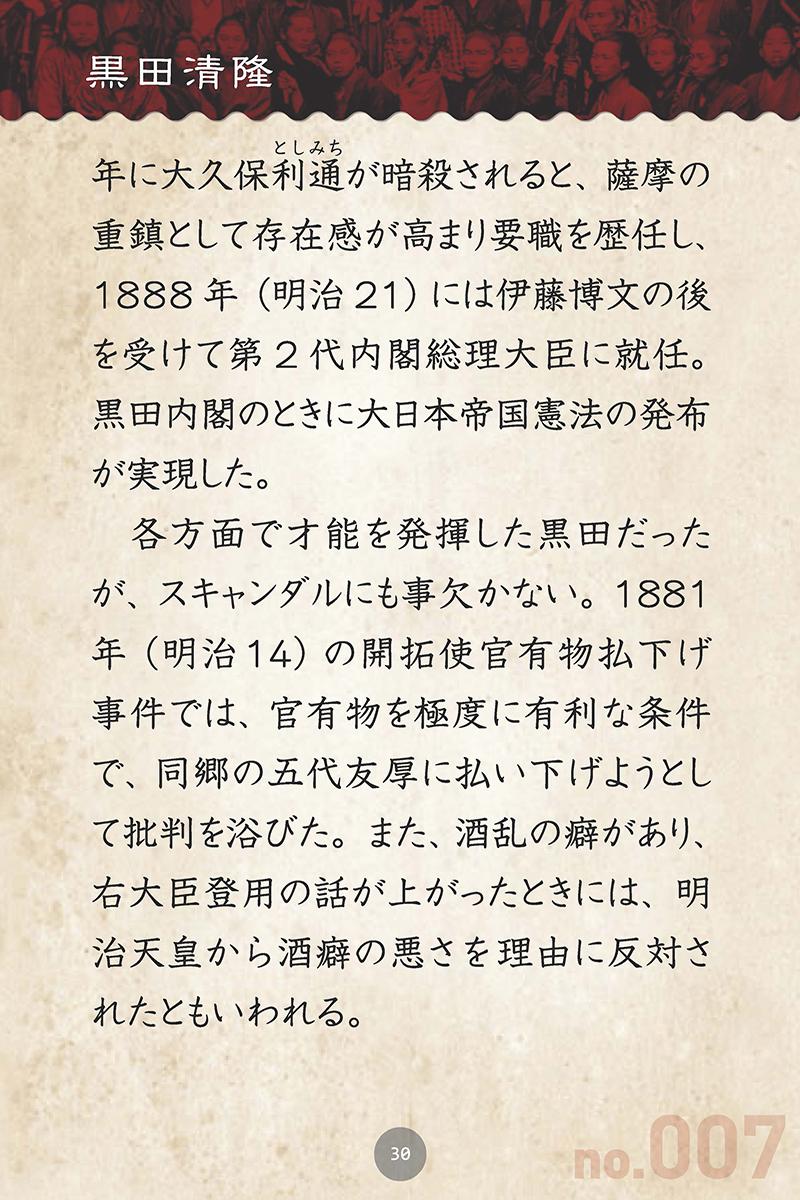 黒田清隆
としみち
年に大久保利通が暗殺されると、薩摩の
重鎮として存在感が高まり要職を歴任し、
1888年（明治21）には伊藤博文の後
を受けて第2代内閣総理大臣に就任。
黒田内閣のときに大日本帝国憲法の発布
が実現した。
各方面で才能を発揮した黒田だった
が、スキャンダルにも事欠かない。1881
年（明治14）の開拓使官有物払下げ
事件では、官有物を極度に有利な条件
で、同郷の五代友厚に払い下げようとし
て批判を浴びた。また、酒乱の癖があり、
右大臣登用の話が上がったときには、明
治天皇から酒癖の悪さを理由に反対さ
れたともいわれる。
30
no.007